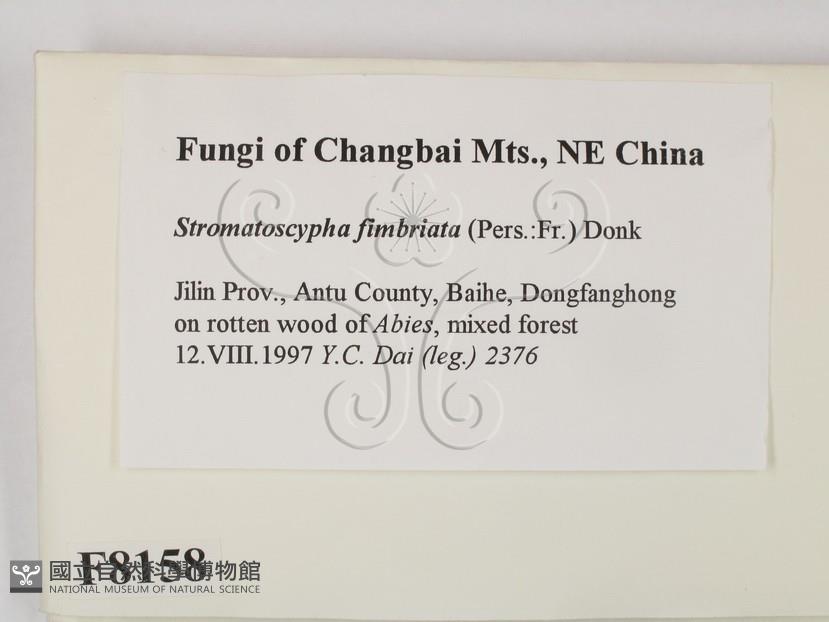 Fungi of Changbai Mts., NE China
Stromatoscypha fimbriata (Pers.:Fr.) Donk
Jilin Prov., Antu County, Baihe, Dongfanghong
on rotten wood of Abies, mixed forest
12.VIII.1997 Y.C. Dai (leg.) 2376
F8158
國立自然科學博物館
NATIONAL MUSEUM OF NATURAL SCIENCE